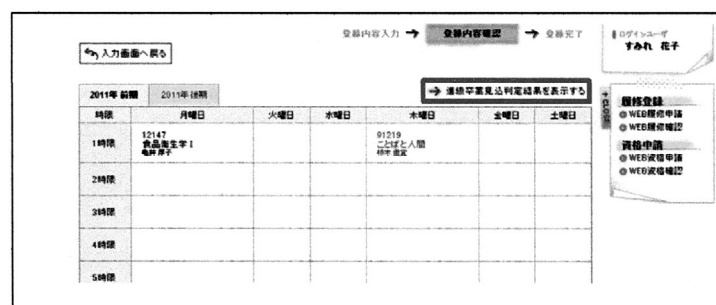 登録内容入力 → 登録内容確認 → 登録完了
入力画面へ戻る
ログインユーザ
すみれ 花子
2011年 前期
2011年 後期
→ 進級卒業見込判定結果を表示する
CLOSE
履修登録
WEB履修申請
WEB履修確認
資格申請
WEB資格申請
WEB資格確認
時限 月曜日 火曜日 水曜日 木曜日 金曜日 土曜日
1時限
12147
食品衛生学Ⅰ
亀井 厚子
91219
ことばと人間
2時限
3時限
4時限
5時限